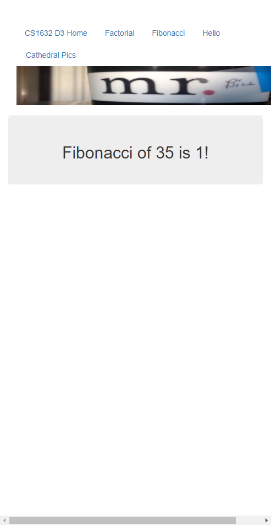 CS1632 D3 Home Factorial Fibonacci Hello
Cathedral Pics
mr.
Fibonacci of 35 is 1!